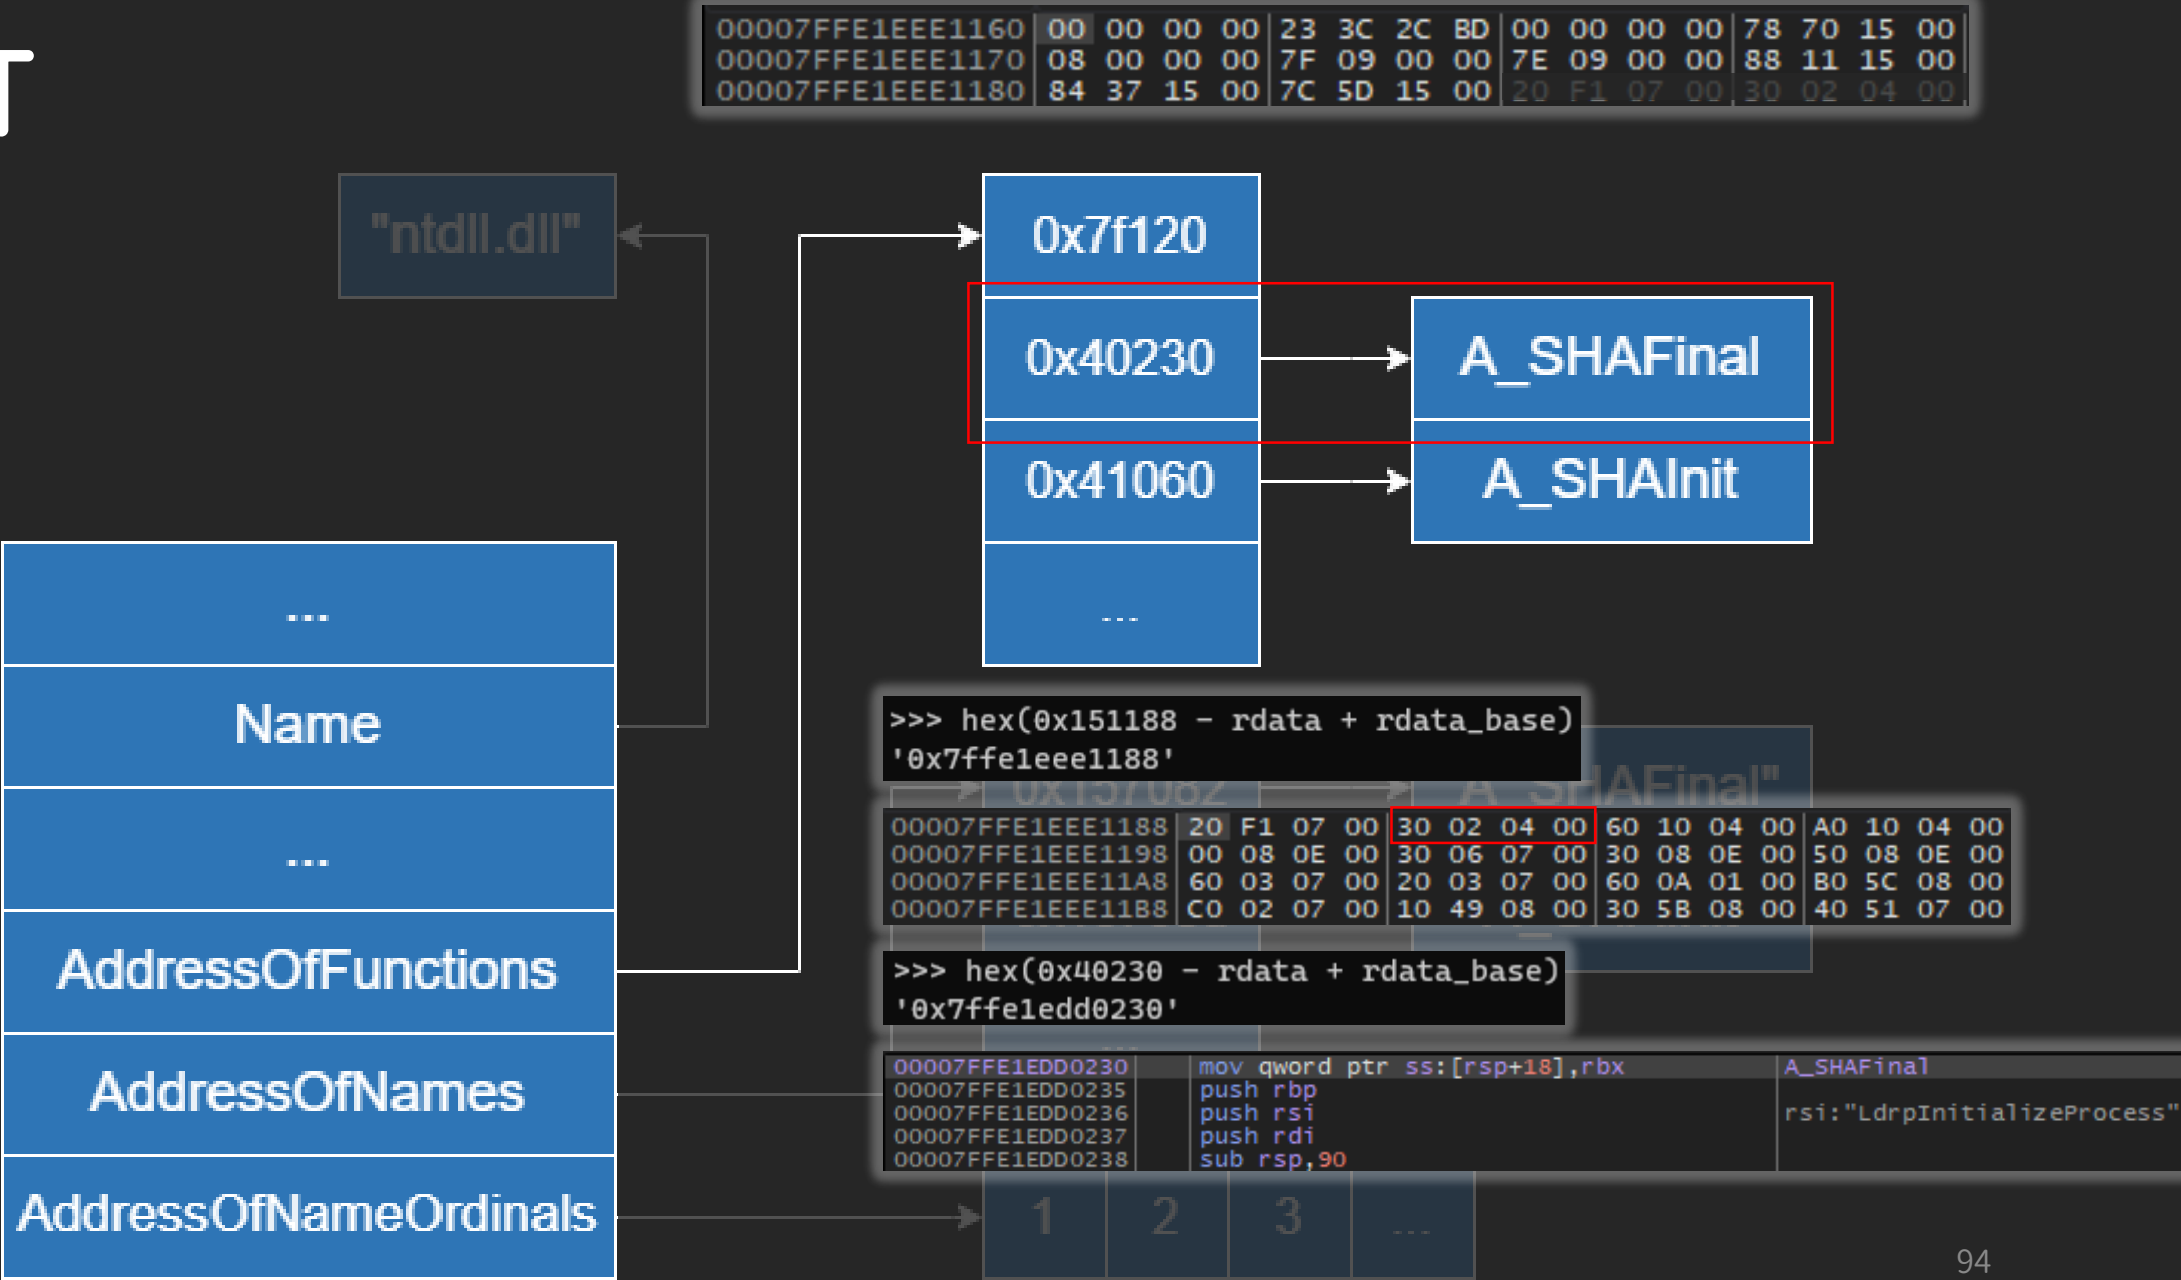 T
00007FFE1EEE1160 00 00 00 00 23 3C 2C BD 00 00 00 00 78 70 15 00
00007FFE1EEE1170 08 00 00 00 7F 09 00 00 7E 09 00 00 88 11 15 00
00007FFE1EEE1180 84 37 15 00 7C 5D 15 00 20 F1 07 00 30 02 04 00
"ntdll.dll"
0x7f120
0x40230
A_SHAFinal
0x41060
A_SHAInit
...
...
Name
...
AddressOfFunctions
AddressOfNames
AddressOfNameOrdinals
>>> hex(0x151188 - rdata + rdata_base)
'0x7ffe1eee1188'
0x157082
A_SHAFinal"
00007FFE1EEE1188 20 F1 07 00 30 02 04 00 60 10 04 00 A0 10 04 00
00007FFE1EEE1198 00 08 0E 00 30 06 07 00 30 08 0E 00 50 08 0E 00
00007FFE1EEE11A8 60 03 07 00 20 03 07 00 60 0A 01 00 B0 5C 08 00
00007FFE1EEE11B8 C0 02 07 00 10 49 08 00 30 5B 08 00 40 51 07 00
>>> hex(0x40230 - rdata + rdata_base)
'0x7ffe1edd0230'
00007FFE1EDD0230 mov qword ptr ss:[rsp+18],rbx A_SHAFinal
00007FFE1EDD0235 push rbp
00007FFE1EDD0236 push rsi rsi:"LdrpInitializeProcess"
00007FFE1EDD0237 push rdi
00007FFE1EDD0238 sub rsp,90
1 2 3 ...
94